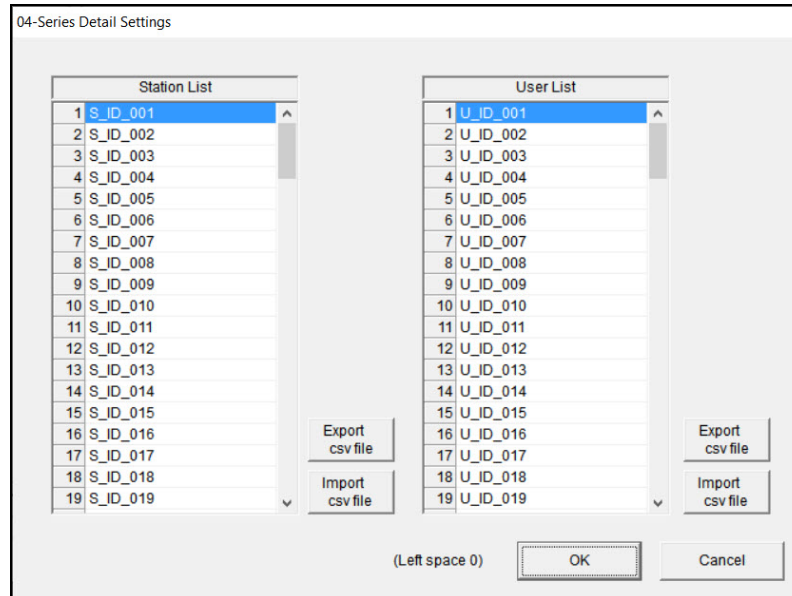 04-Series Detail Settings
Station List
1 S_ID_001
2 S_ID_002
3 S_ID_003
4 S_ID_004
5 S_ID_005
6 S_ID_006
7 S_ID_007
8 S_ID_008
9 S_ID_009
10 S_ID_010
11 S_ID_011
12 S_ID_012
13 S_ID_013
14 S_ID_014
15 S_ID_015
16 S_ID_016
17 S_ID_017
18 S_ID_018
19 S_ID_019
Export
csv file
Import
csv file
User List
1 U_ID_001
2 U_ID_002
3 U_ID_003
4 U_ID_004
5 U_ID_005
6 U_ID_006
7 U_ID_007
8 U_ID_008
9 U_ID_009
10 U_ID_010
11 U_ID_011
12 U_ID_012
13 U_ID_013
14 U_ID_014
15 U_ID_015
16 U_ID_016
17 U_ID_017
18 U_ID_018
19 U_ID_019
Export
csv file
Import
csv file
(Left space 0)
OK
Cancel